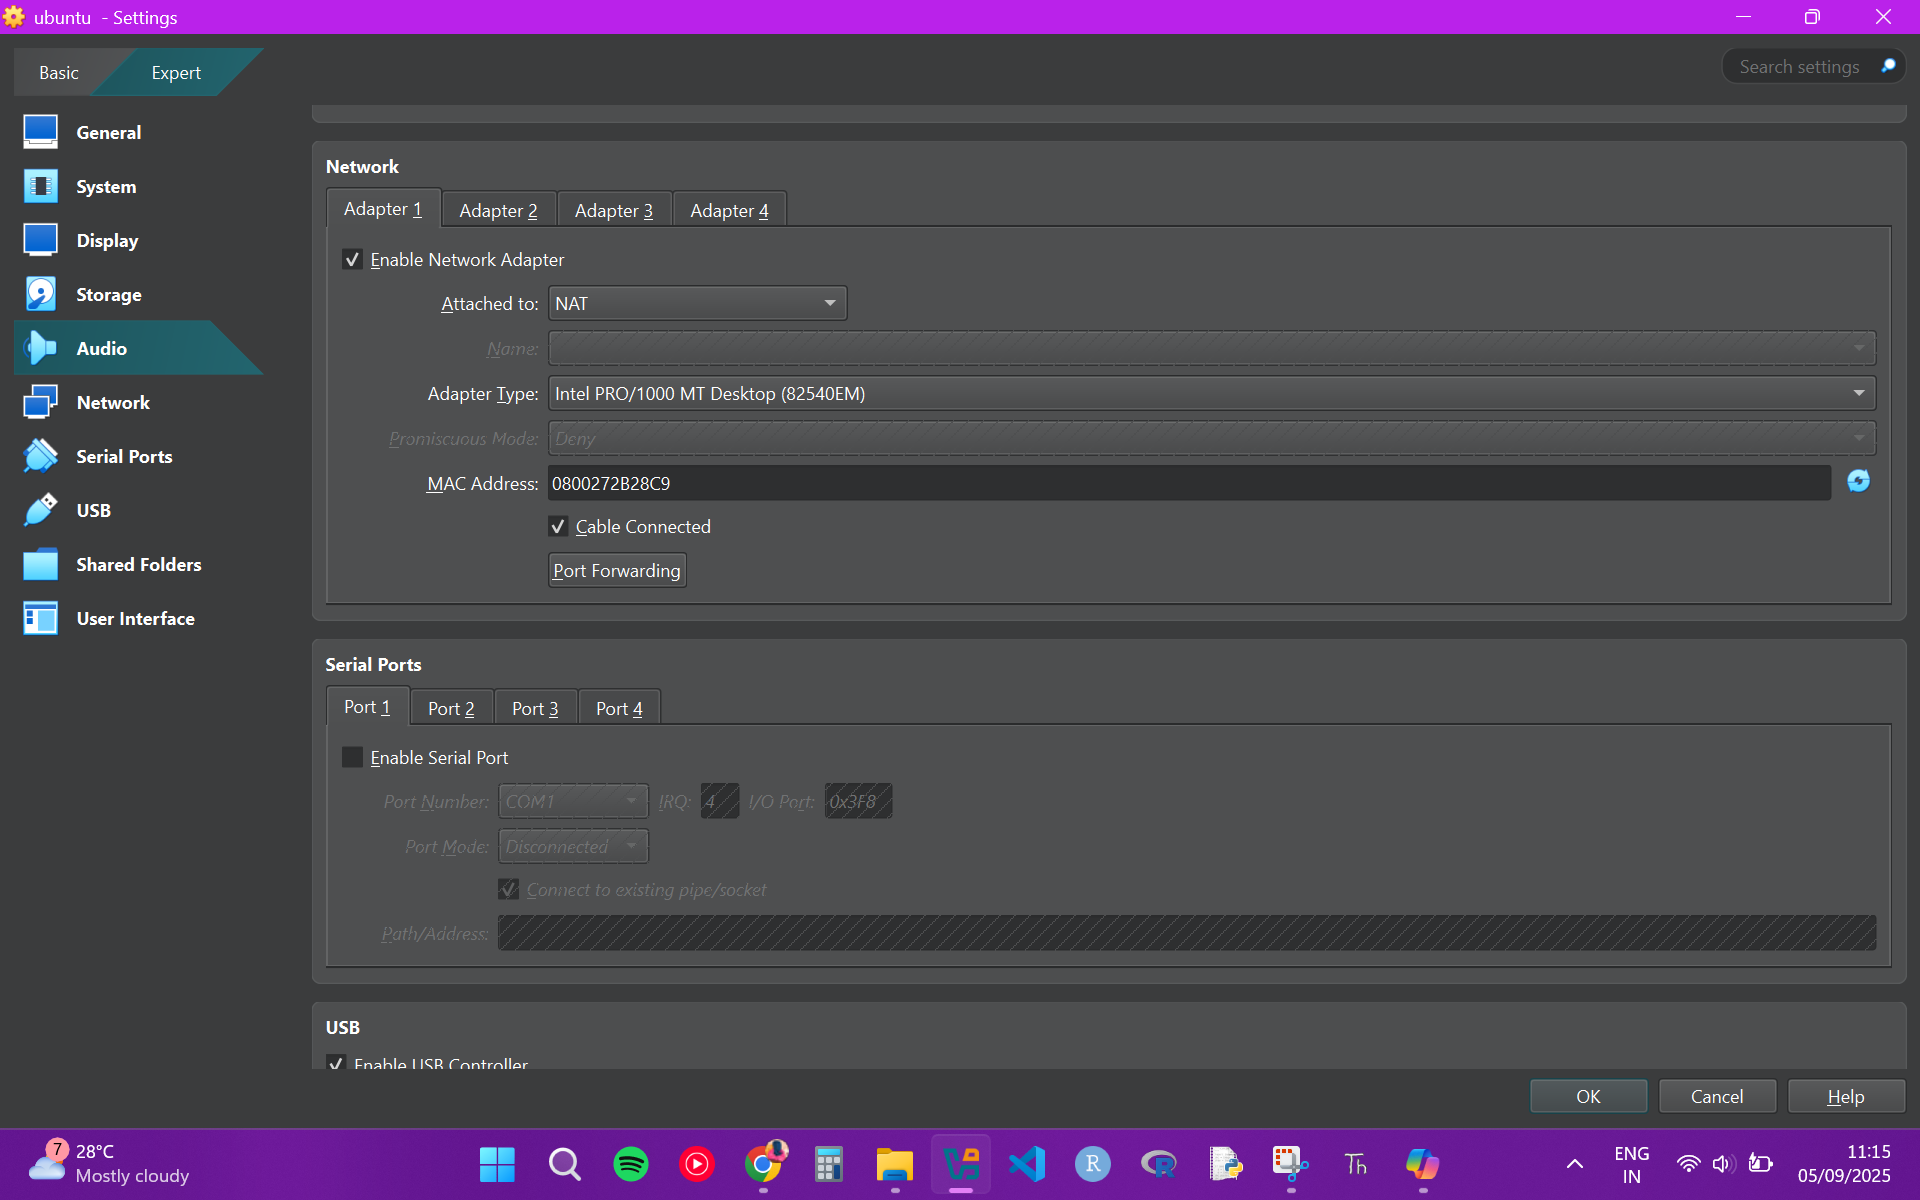 ubuntu - Settings
Basic
Expert
Search settings
General
System
Display
Storage
Audio
Network
Serial Ports
USB
Shared Folders
User Interface
Network
Adapter 1
Adapter 2
Adapter 3
Adapter 4
Enable Network Adapter
Attached to: NAT
Name:
Adapter Type: Intel PRO/1000 MT Desktop (82540EM)
Promiscuous Mode: Deny
MAC Address: 0800272B28C9
Cable Connected
Port Forwarding
Serial Ports
Port 1
Port 2
Port 3
Port 4
Enable Serial Port
Port Number: COM1 IRQ: 4 I/O Port: 0x3F8
Port Mode: Disconnected
Connect to existing pipe/socket
Path/Address:
USB
Enable USB Controller
OK
Cancel
Help
7
28°C
Mostly cloudy
R
R
Th
ENG
IN
11:15
05/09/2025